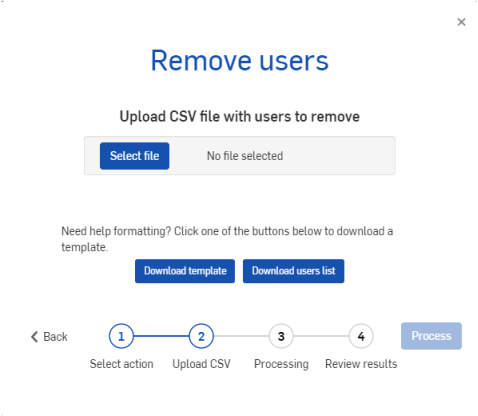 ×
Remove users
Upload CSV file with users to remove
Select file No file selected
Need help formatting? Click one of the buttons below to download a
template.
Download template Download users list
Back 1 2 3 4 Process
Select action Upload CSV Processing Review results